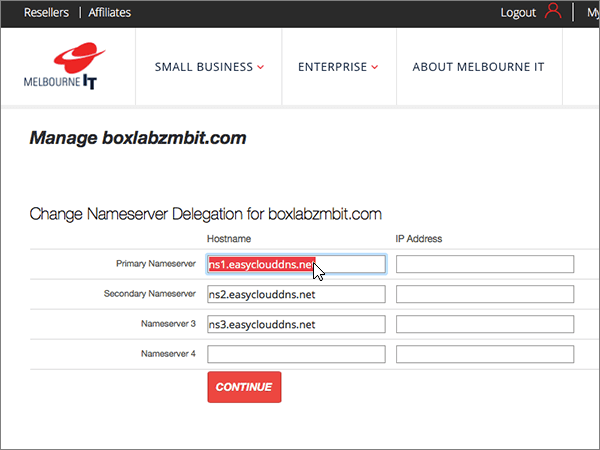 Resellers | Affiliates Logout My
MELBOURNE IT
SMALL BUSINESS ENTERPRISE ABOUT MELBOURNE IT
Manage boxlabzmbit.com
Change Nameserver Delegation for boxlabzmbit.com
Hostname IP Address
Primary Nameserver ns1.easyclouddns.net
Secondary Nameserver ns2.easyclouddns.net
Nameserver 3 ns3.easyclouddns.net
Nameserver 4
CONTINUE